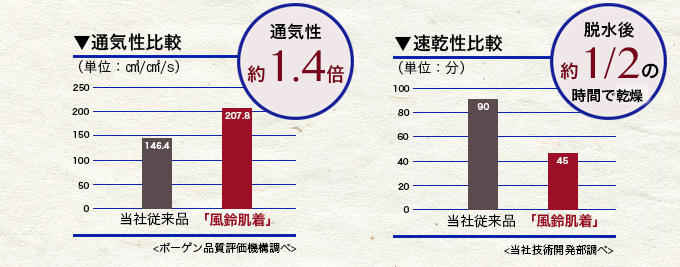 ▼通気性比較
(単位：㎤/㎠/s)
通気性
約1.4倍
250
200
150
100
50
0
146.4
207.8
当社従来品
「風鈴肌着」
<ボーゲン品質評価機構調べ>
▼速乾性比較
(単位：分)
脱水後
約1/2の
時間で乾燥
100
80
60
40
20
0
90
45
当社従来品
「風鈴肌着」
<当社技術開発部調べ>